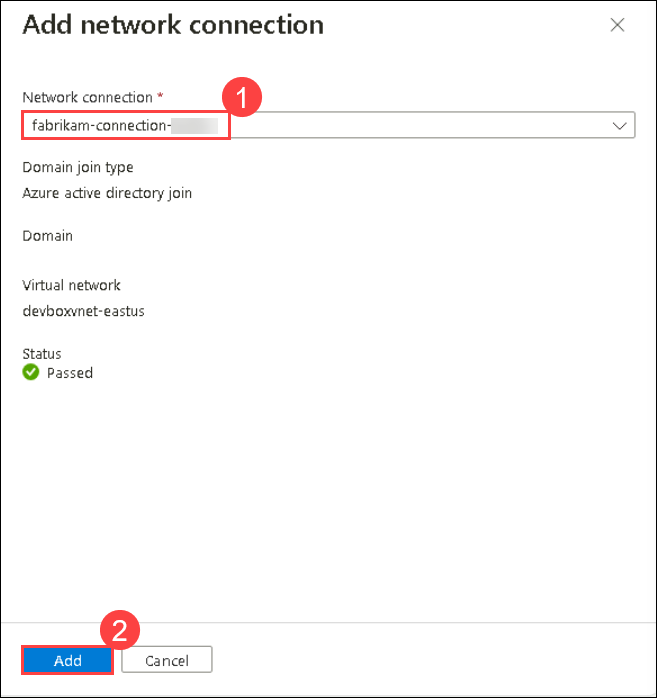 Add network connection
Network connection *
1
fabrikam-connection-
Domain join type
Azure active directory join
Domain
Virtual network
devboxvnet-eastus
Status
Passed
2
Add
Cancel